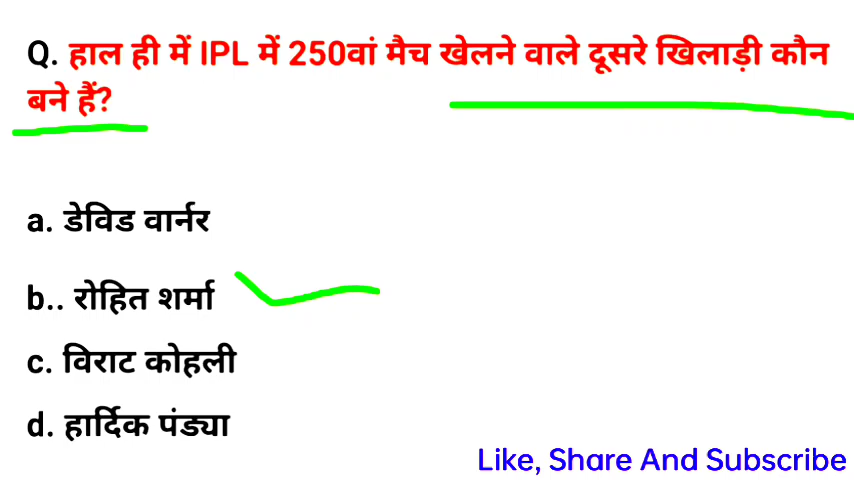 Q. हाल ही में IPL में 250वां मैच खेलने वाले दूसरे खिलाड़ी कौन
बने हैं?
a. डेविड वार्नर
b.. रोहित शर्मा
c. विराट कोहली
d. हार्दिक पंड्या
Like, Share And Subscribe